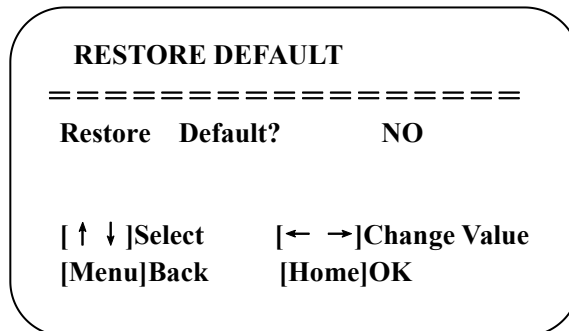 RESTORE DEFAULT
= = = = = = = = = = = = = = = = =
Restore Default? NO
[↑ ↓]Select [← →]Change Value
[Menu]Back [Home]OK